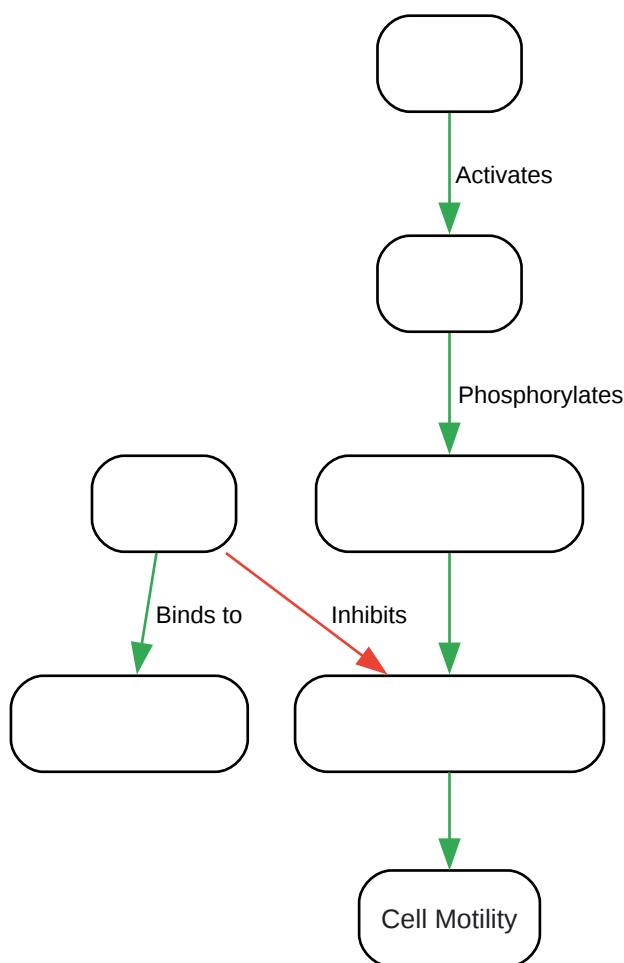 Activates
Phosphorylates
Binds to
Inhibits
Cell Motility